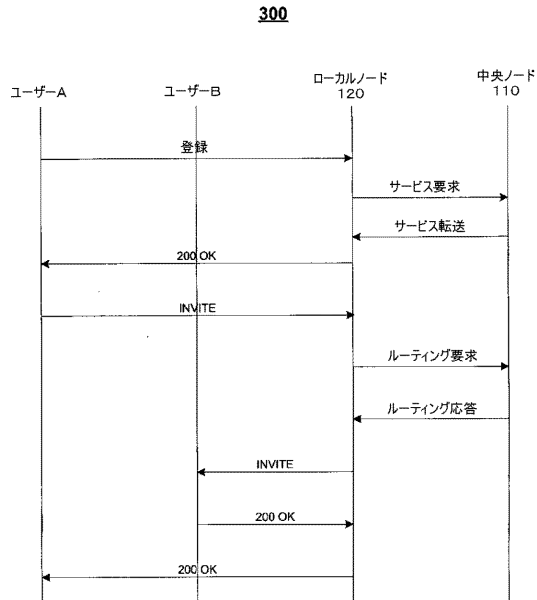 300
ユーザーA
ユーザーB
ローカルノード
120
中央ノード
110
登録
サービス要求
サービス転送
200 OK
INVITE
ルーティング要求
ルーティング応答
INVITE
200 OK
200 OK